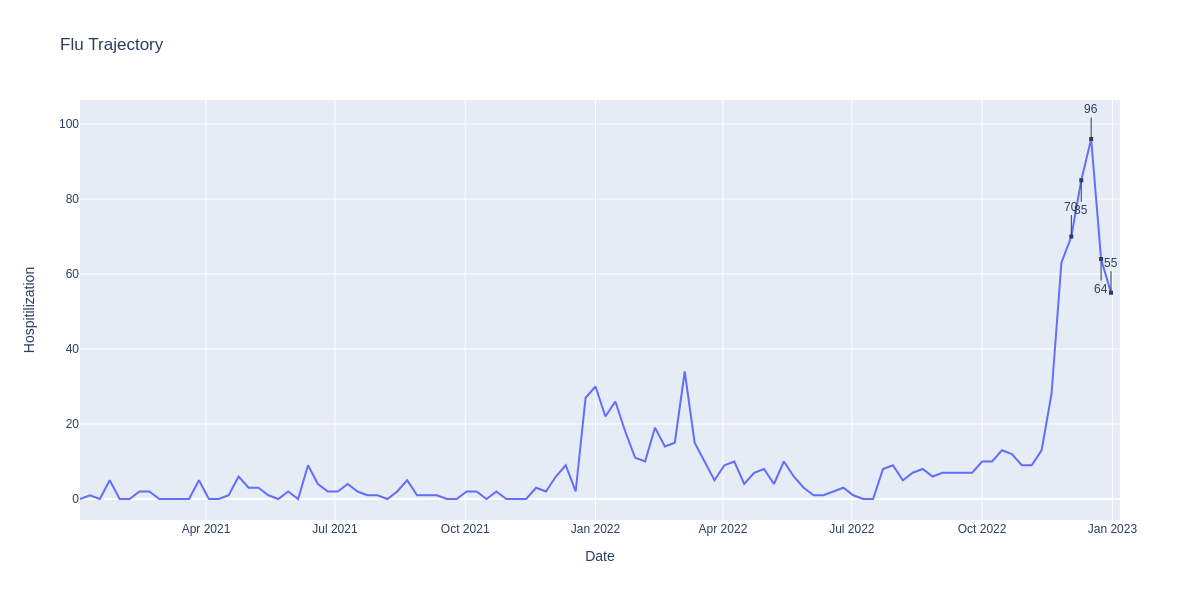 Flu Trajectory
Hospitilization
100
80
60
40
20
0
70
85
96
64
55
Apr 2021
Jul 2021
Oct 2021
Jan 2022
Apr 2022
Jul 2022
Oct 2022
Jan 2023
Date